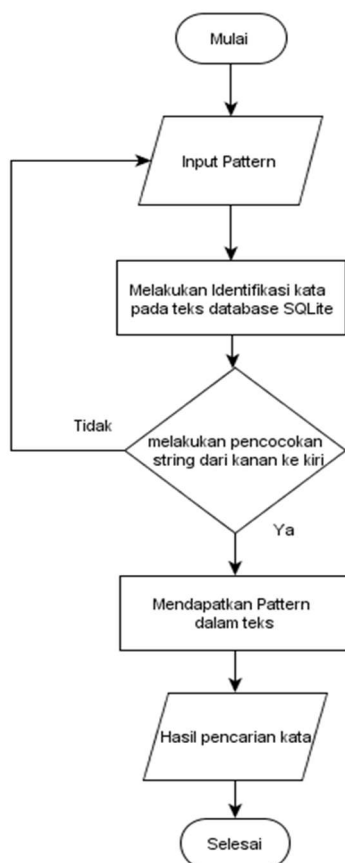 Mulai
Input Pattern
Melakukan Identifikasi kata
pada teks database SQLite
Tidak
melakukan pencocokan
string dari kanan ke kiri
Ya
Mendapatkan Pattern
dalam teks
Hasil pencarian kata
Selesai